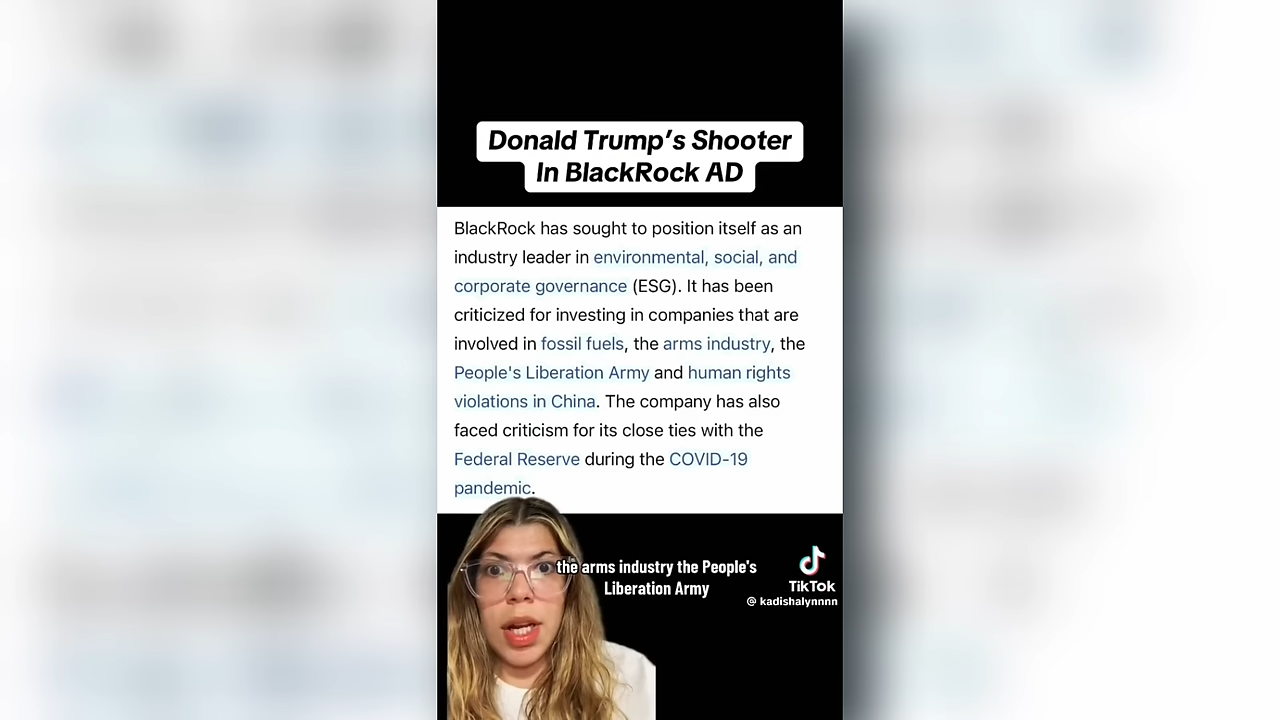 Donald Trump's Shooter
In BlackRock AD
BlackRock has sought to position itself as an
industry leader in environmental, social, and
corporate governance (ESG). It has been
criticized for investing in companies that are
involved in fossil fuels, the arms industry, the
People's Liberation Army and human rights
violations in China. The company has also
faced criticism for its close ties with the
Federal Reserve during the COVID-19
pandemic.
the arms industry the People's
Liberation Army
TikTok
@ kadishalynnnn